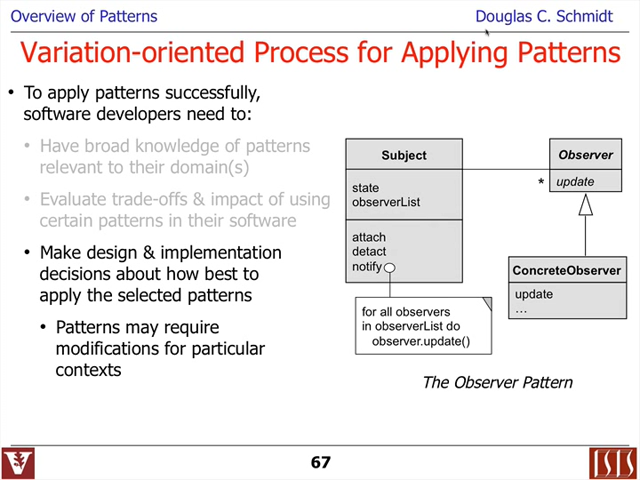 Overview of Patterns
Douglas C. Schmidt
Variation-oriented Process for Applying Patterns
• To apply patterns successfully,
software developers need to:
• Have broad knowledge of patterns
relevant to their domain(s)
• Evaluate trade-offs & impact of using
certain patterns in their software
• Make design & implementation
decisions about how best to
apply the selected patterns
• Patterns may require
modifications for particular
contexts
Subject
state
observerList
attach
detact
notify
for all observers
in observerList do
observer.update()
*
Observer
update
ConcreteObserver
update
...
The Observer Pattern
67
V
ISIS